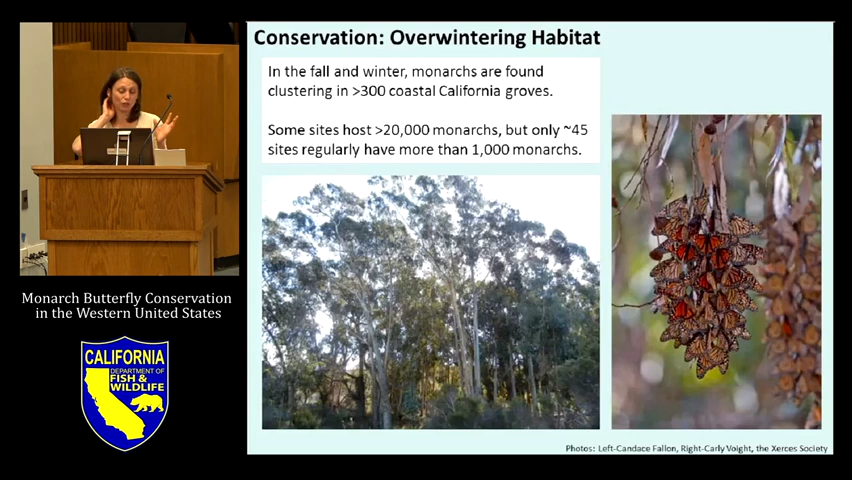 Conservation: Overwintering Habitat
In the fall and winter, monarchs are found
clustering in >300 coastal California groves.
Some sites host >20,000 monarchs, but only ~45
sites regularly have more than 1,000 monarchs.
Monarch Butterfly Conservation
in the Western United States
CALIFORNIA
DEPARTMENT OF
FISH &
WILDLIFE
Photos: Left-Candace Fallon, Right-Carly Voight, the Xerces Society